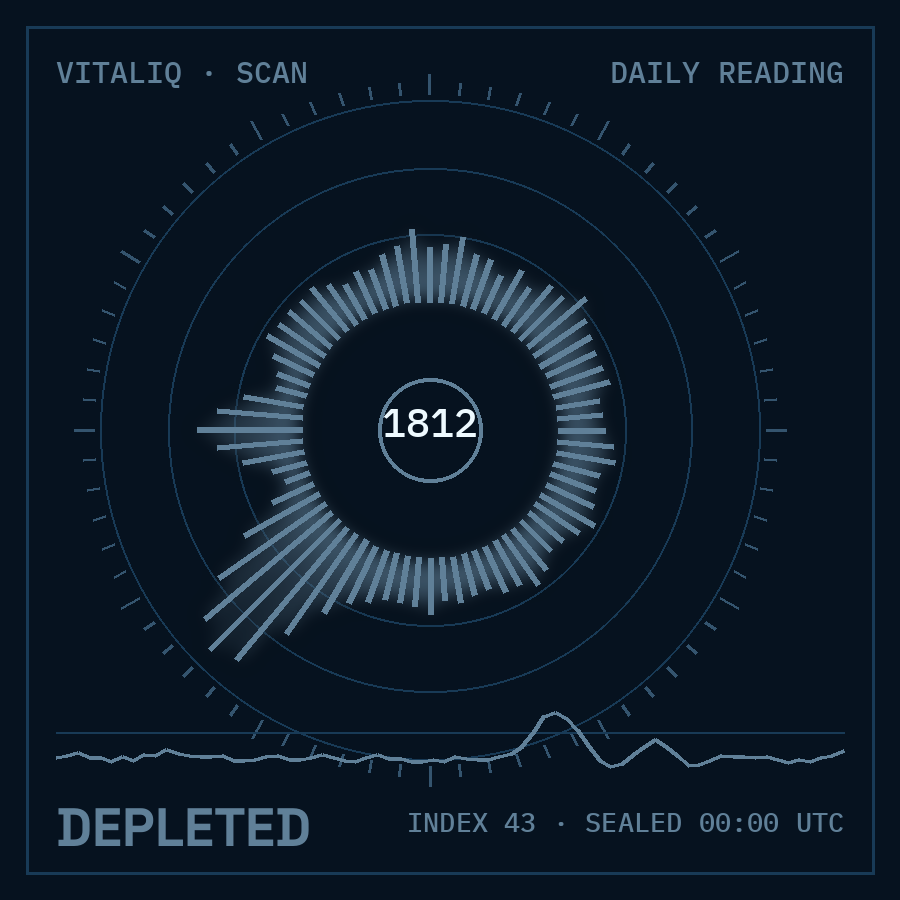 VITALIQ · SCAN
DAILY READING
1812
DEPLETED
INDEX 43 · SEALED 00:00 UTC